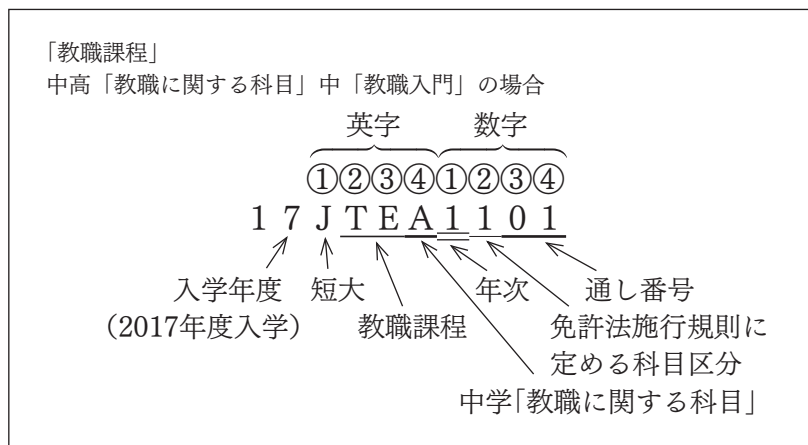 「教職課程」
中高「教職に関する科目」中「教職入門」の場合
英字 数字
①②③④①②③④
17JTEA1101
入学年度 短大 年次 通し番号
(2017年度入学) 教職課程 免許法施行規則に
定める科目区分
中学「教職に関する科目」